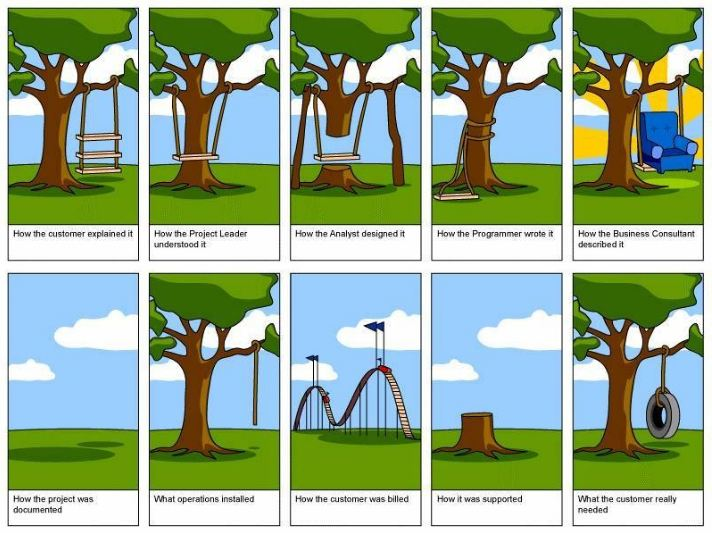 How the customer explained it
How the Project Leader
understood it
How the Analyst designed it
How the Programmer wrote it
How the Business Consultant
described it
How the project was
documented
What operations installed
How the customer was billed
How it was supported
What the customer really
needed